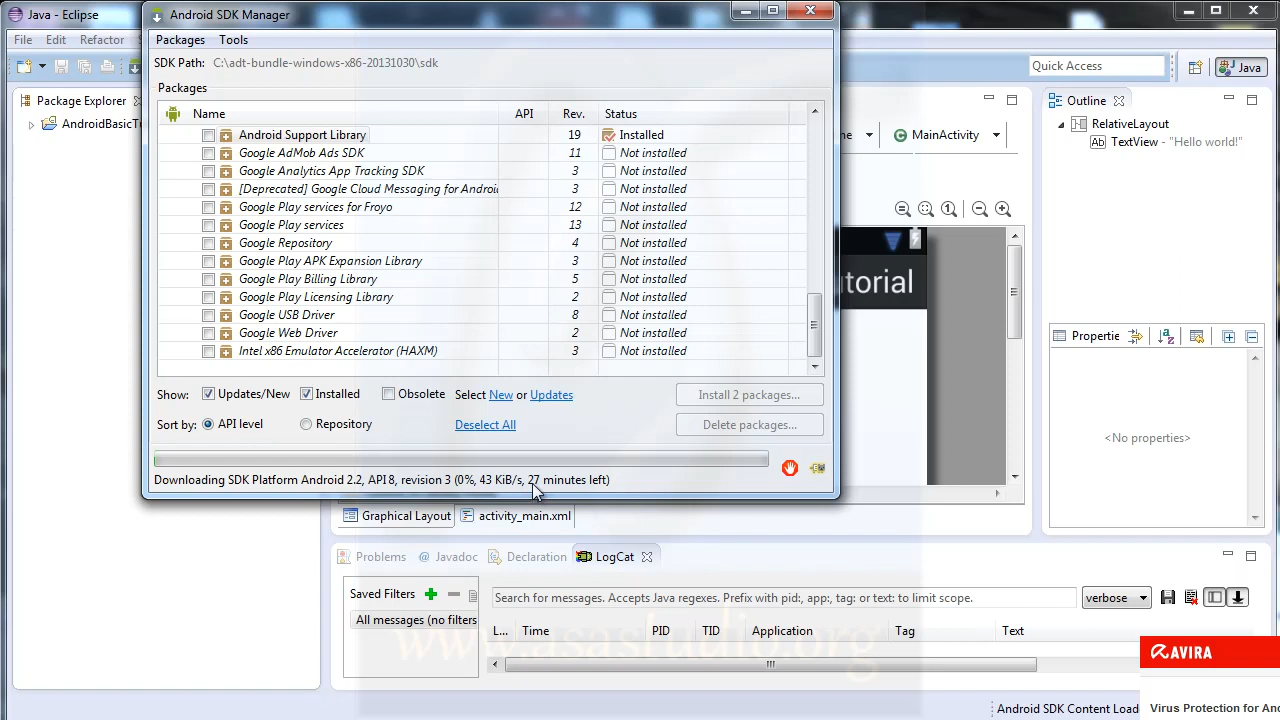 Java - Eclipse
Android SDK Manager
File Edit Refactor
Packages Tools
SDK Path: C:\adt-bundle-windows-x86-20131030\sdk
Quick Access
Java
Packages
Package Explorer
Outline
Name API Rev. Status
AndroidBasicT
RelativeLayout
Android Support Library 19 Installed
MainActivity
TextView - "Hello world!"
Google AdMob Ads SDK 11 Not installed
Google Analytics App Tracking SDK 3 Not installed
[Deprecated] Google Cloud Messaging for Androi 3 Not installed
Google Play services for Froyo 12 Not installed
Google Play services 13 Not installed
Google Repository 4 Not installed
Google Play APK Expansion Library 3 Not installed
Google Play Billing Library 5 Not installed
Google Play Licensing Library 2 Not installed
Google USB Driver 8 Not installed
Google Web Driver 2 Not installed
Intel x86 Emulator Accelerator (HAXM) 3 Not installed
utorial
Propertie
<No properties>
Show: Updates/New Installed Obsolete Select New or Updates
Install 2 packages...
Sort by: API level Repository Deselect All
Delete packages...
Downloading SDK Platform Android 2.2, API 8, revision 3 (0%, 43 KiB/s, 27 minutes left)
Graphical Layout activity_main.xml
Problems @ Javadoc Declaration LogCat
Saved Filters
Search for messages. Accepts Java regexes. Prefix with pid:, app:, tag: or text: to limit scope.
verbose
All messages (no filters
L... Time PID TID Application Tag Text
www.asastudio.org
AVIRA
Android SDK Content Load
Virus Protection for An